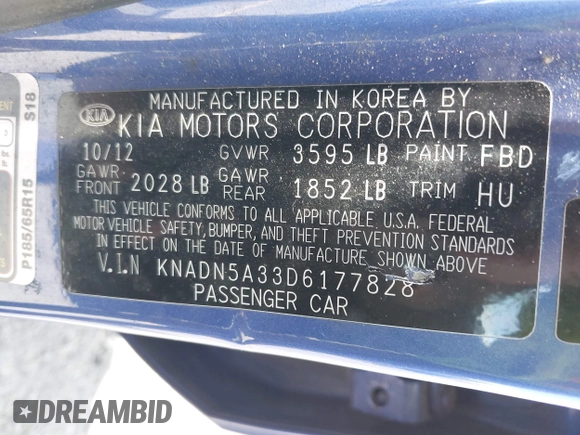 MANUFACTURED IN KOREA BY
KIA KIA MOTORS CORPORATION
10/12 GVWR 3595 LB PAINT FBD
GAWR FRONT 2028 LB GAWR REAR 1852 LB TRIM HU
THIS VEHICLE CONFORMS TO ALL APPLICABLE U.S.A. FEDERAL
MOTOR VEHICLE SAFETY, BUMPER, AND THEFT PREVENTION STANDARDS
IN EFFECT ON THE DATE OF MANUFACTURE SHOWN ABOVE
V.I.N KNADN5A33D6177828
PASSENGER CAR
P185/65R15 S18
DREAMBID